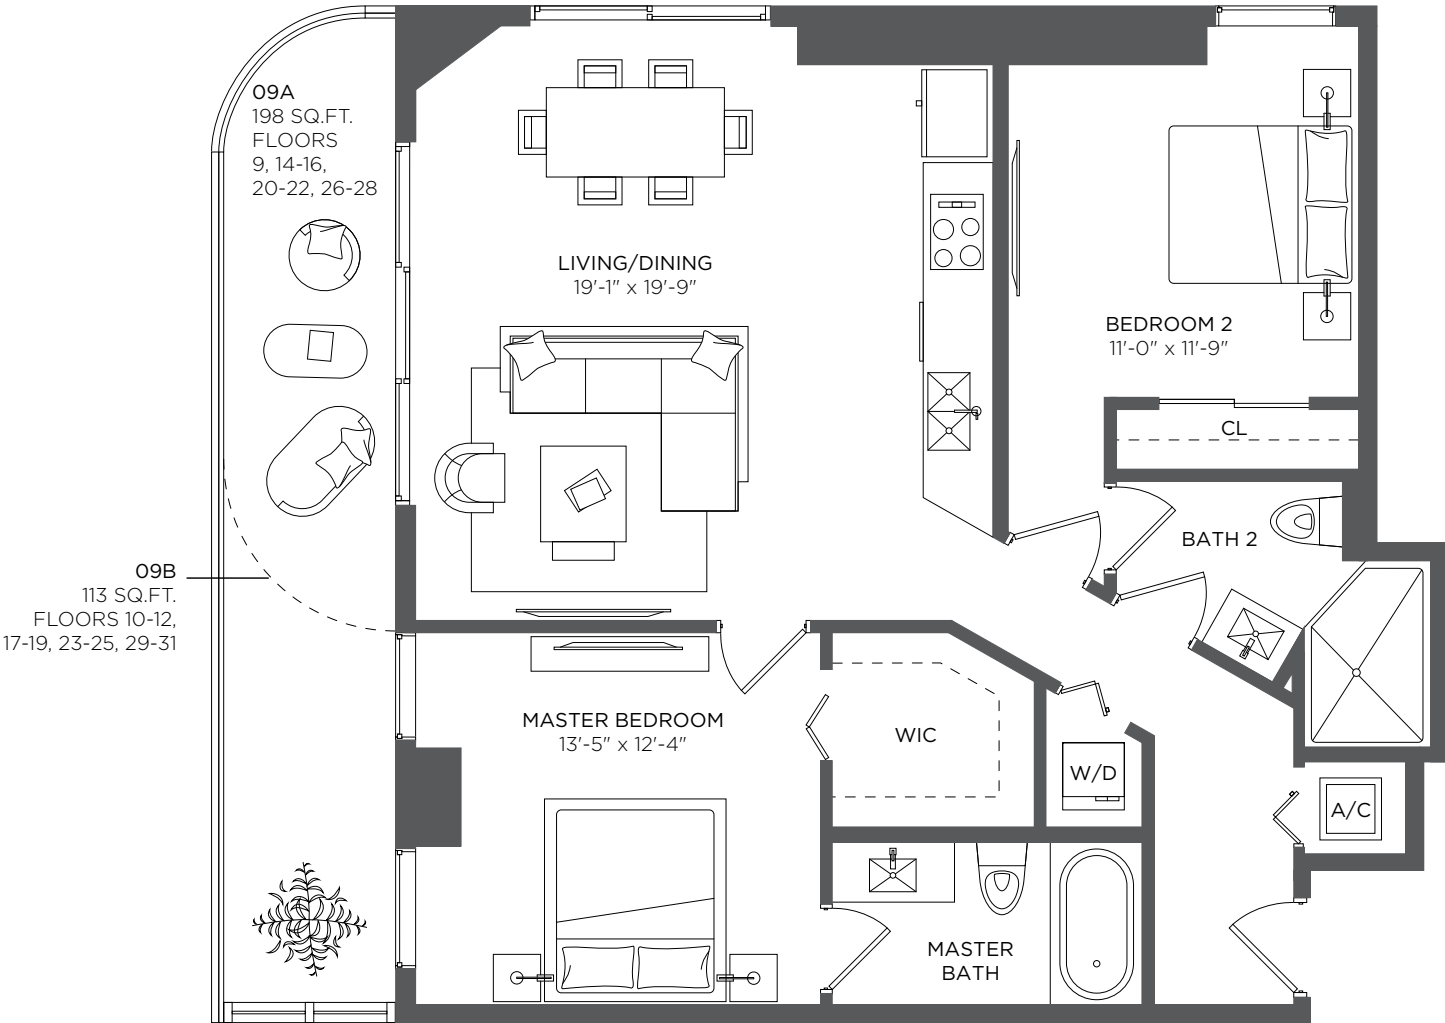 09A
198 SQ.FT.
FLOORS
9, 14-16,
20-22, 26-28
LIVING/DINING
19'-1" x 19'-9"
BEDROOM 2
11'-0" x 11'-9"
CL
BATH 2
09B
113 SQ.FT.
FLOORS 10-12,
17-19, 23-25, 29-31
MASTER BEDROOM
13'-5" x 12'-4"
WIC
W/D
A/C
MASTER
BATH